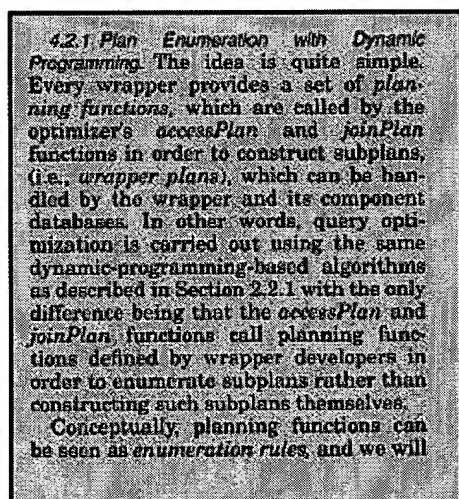 4.2.1 Plan Enumeration with Dynamic
Programming. The idea is quite simple.
Every wrapper provides a set of plan-
ning functions, which are called by the
optimizer's accessPlan and joinPlan
functions in order to construct subplans,
(i.e., wrapper plans), which can be han-
dled by the wrapper and its component
databases. In other words, query opti-
mization is carried out using the same
dynamic-programming-based algorithms
as described in Section 2.2.1 with the only
difference being that the accessPlan and
joinPlan functions call planning func-
tions defined by wrapper developers in
order to enumerate subplans rather than
constructing such subplans themselves.
Conceptually, planning functions can
be seen as enumeration rules, and we will